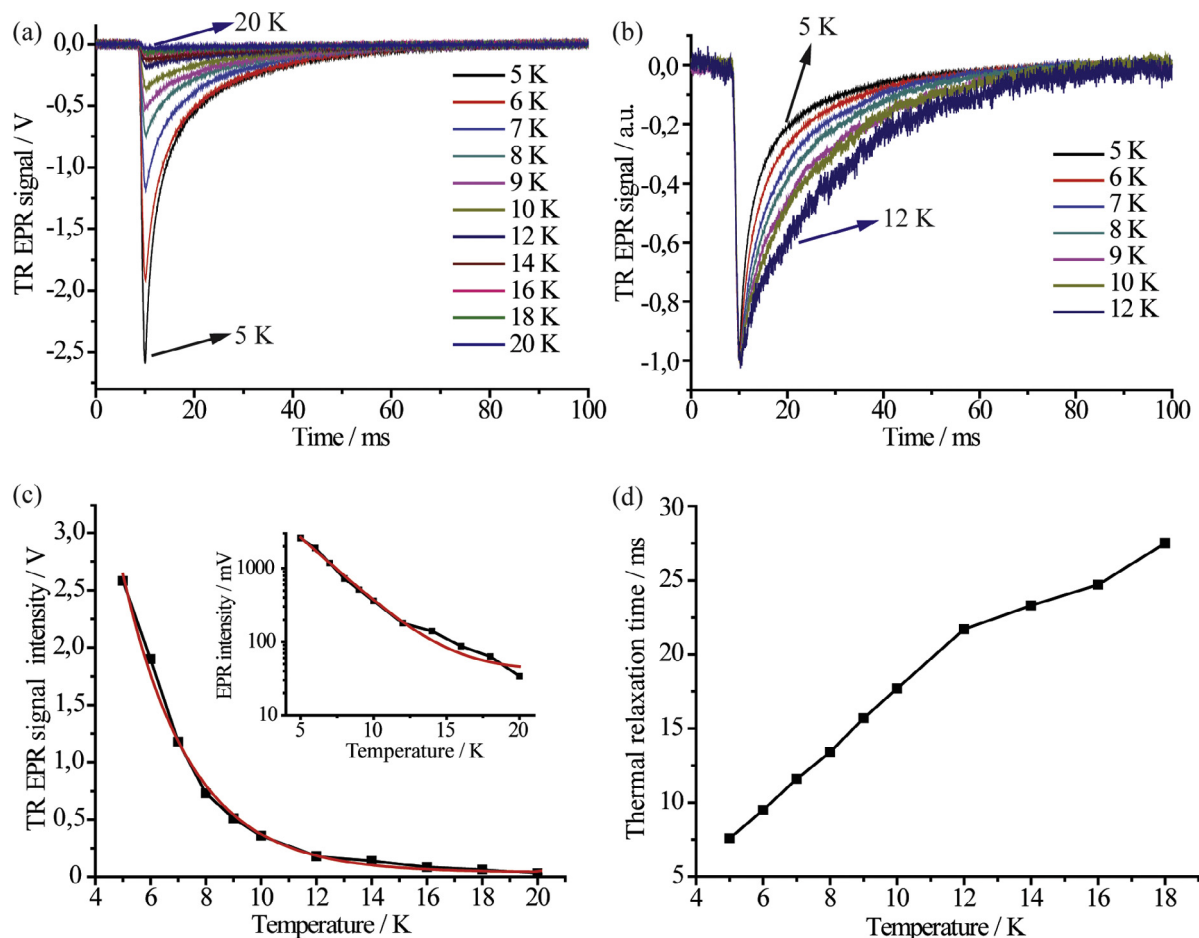 (a)
20 K
0,0
-0,5
-1,0
-1,5
-2,0
-2,5
TR EPR signal / V
5 K
6 K
7 K
8 K
9 K
10 K
12 K
14 K
16 K
18 K
20 K
5 K
0
20
40
60
80
100
Time / ms
(b)
5 K
0,0
-0,2
-0,4
-0,6
-0,8
-1,0
TR EPR signal / a.u.
5 K
6 K
7 K
8 K
9 K
10 K
12 K
12 K
0
20
40
60
80
100
Time / ms
(c)
3,0
2,5
2,0
1,5
1,0
0,5
0
TR EPR signal intensity / V
4
6
8
10
12
14
16
18
20
Temperature / K
EPR intensity / mV
1000
100
10
5
10
15
20
Temperature / K
(d)
30
25
20
15
10
5
Thermal relaxation time / ms
4
6
8
10
12
14
16
18
Temperature / K